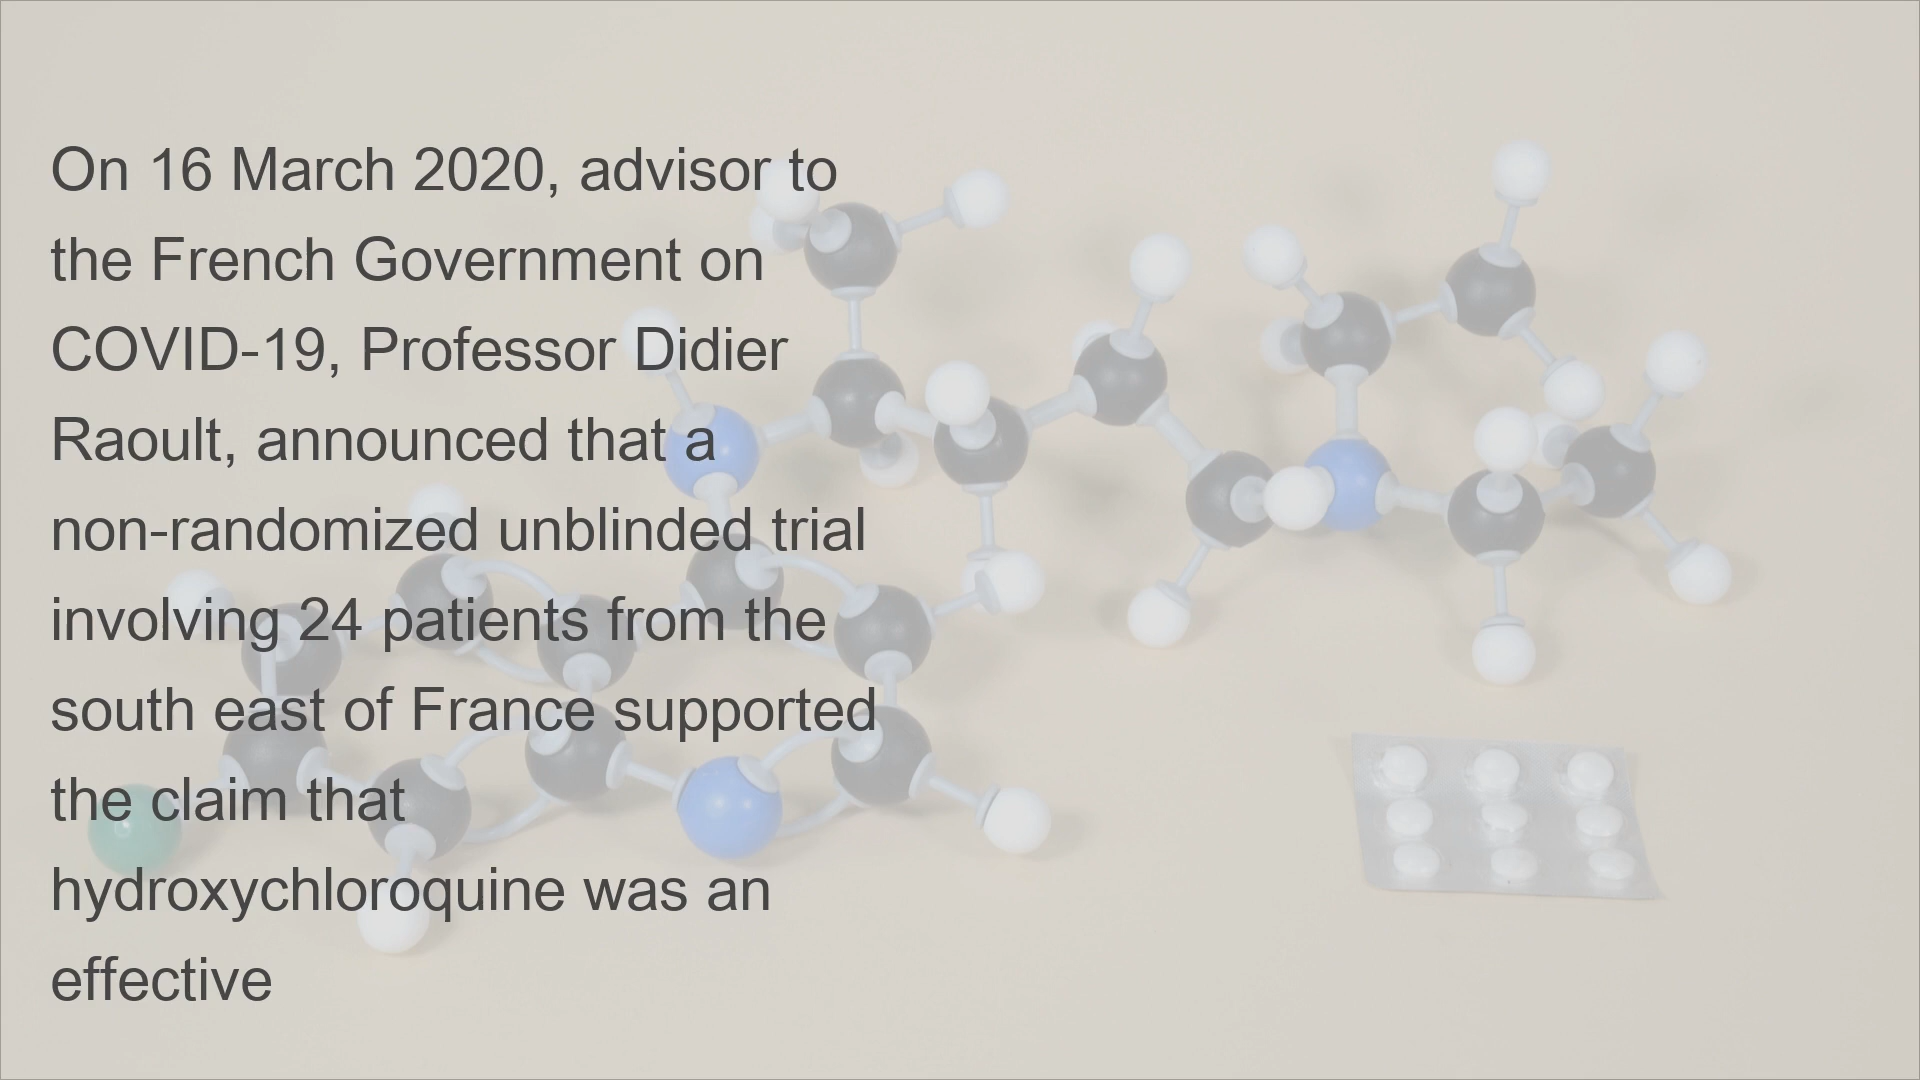 On 16 March 2020, advisor to
the French Government on
COVID-19, Professor Didier
Raoult, announced that a
non-randomized unblinded trial
involving 24 patients from the
south east of France supported
the claim that
hydroxychloroquine was an
effective